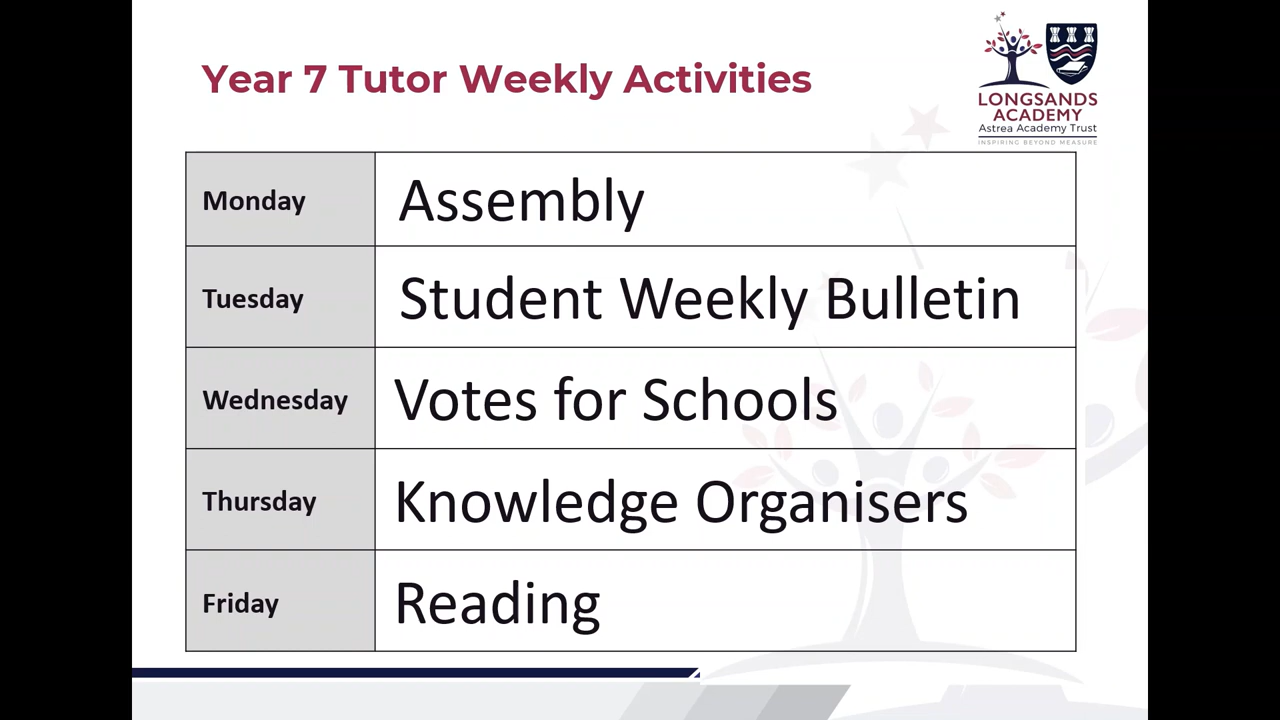 Year 7 Tutor Weekly Activities
LONGSANDS
ACADEMY
Astrea Academy Trust
INSPIRING BEYOND MEASURE
Monday Assembly
Tuesday Student Weekly Bulletin
Wednesday Votes for Schools
Thursday Knowledge Organisers
Friday Reading